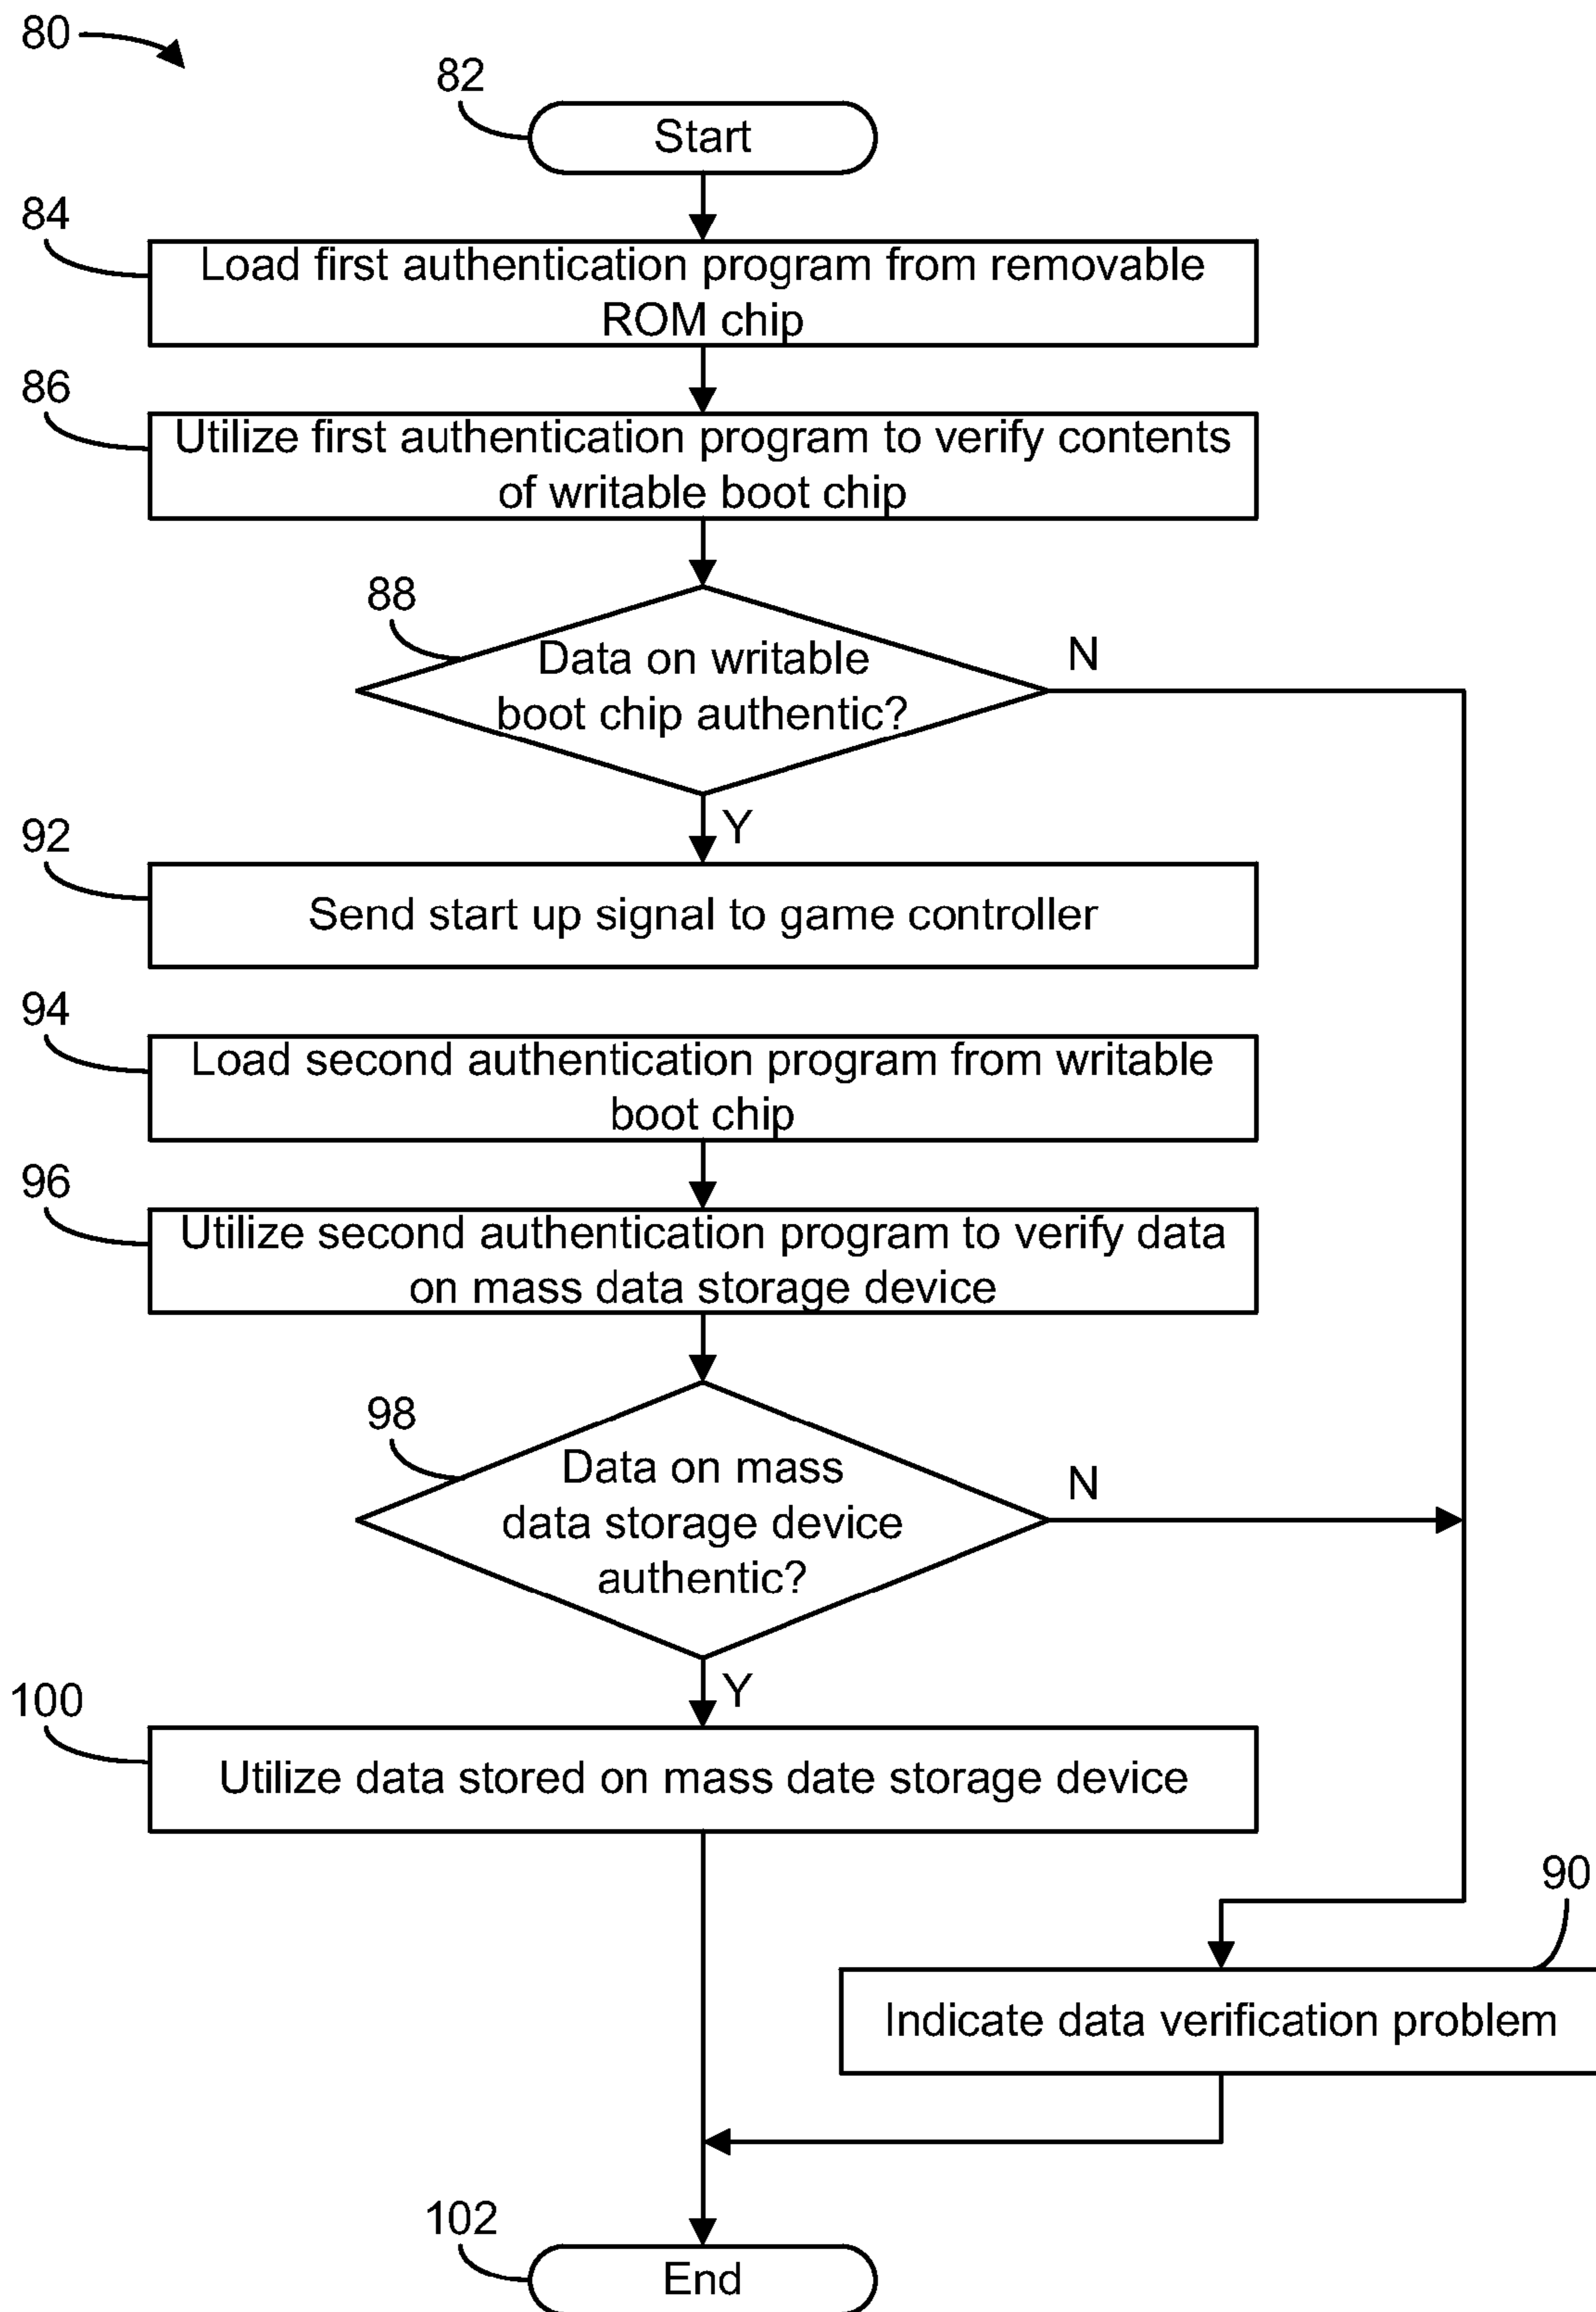 80
82
Start
84
Load first authentication program from removable
ROM chip
86
Utilize first authentication program to verify contents
of writable boot chip
88
Data on writable
boot chip authentic?
N
Y
92
Send start up signal to game controller
94
Load second authentication program from writable
boot chip
96
Utilize second authentication program to verify data
on mass data storage device
98
Data on mass
data storage device
authentic?
N
Y
100
Utilize data stored on mass date storage device
90
Indicate data verification problem
102
End